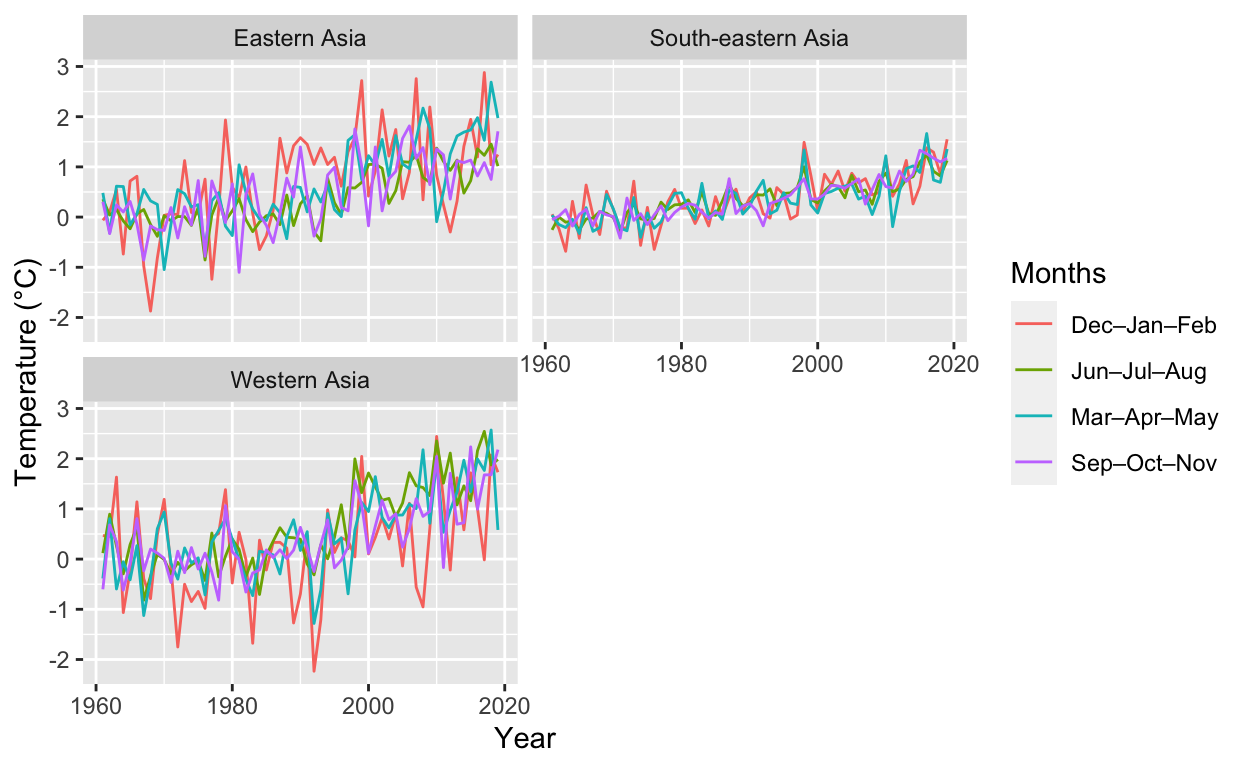 Eastern Asia
South-eastern Asia
3
2
1
0
-1
-2
1960
1980
2000
2020
Western Asia
3
2
1
0
-1
-2
1960
1980
2000
2020
Temperature (°C)
Year
Months
Dec–Jan–Feb
Jun–Jul–Aug
Mar–Apr–May
Sep–Oct–Nov